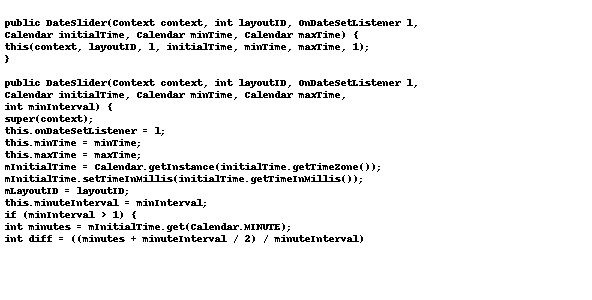 public DateSlider(Context context, int layoutID, OnDateSetListener l,
Calendar initialTime, Calendar minTime, Calendar maxTime) {
this(context, layoutID, l, initialTime, minTime, maxTime, 1);
}
public DateSlider(Context context, int layoutID, OnDateSetListener l,
Calendar initialTime, Calendar minTime, Calendar maxTime,
int minInterval) {
super(context);
this.onDateSetListener = l;
this.minTime = minTime;
this.maxTime = maxTime;
mInitialTime = Calendar.getInstance(initialTime.getTimeZone());
mInitialTime.setTimeInMillis(initialTime.getTimeInMillis());
mLayoutID = layoutID;
this.minuteInterval = minInterval;
if (minInterval > 1) {
int minutes = mInitialTime.get(Calendar.MINUTE);
int diff = ((minutes + minuteInterval / 2) / minuteInterval)